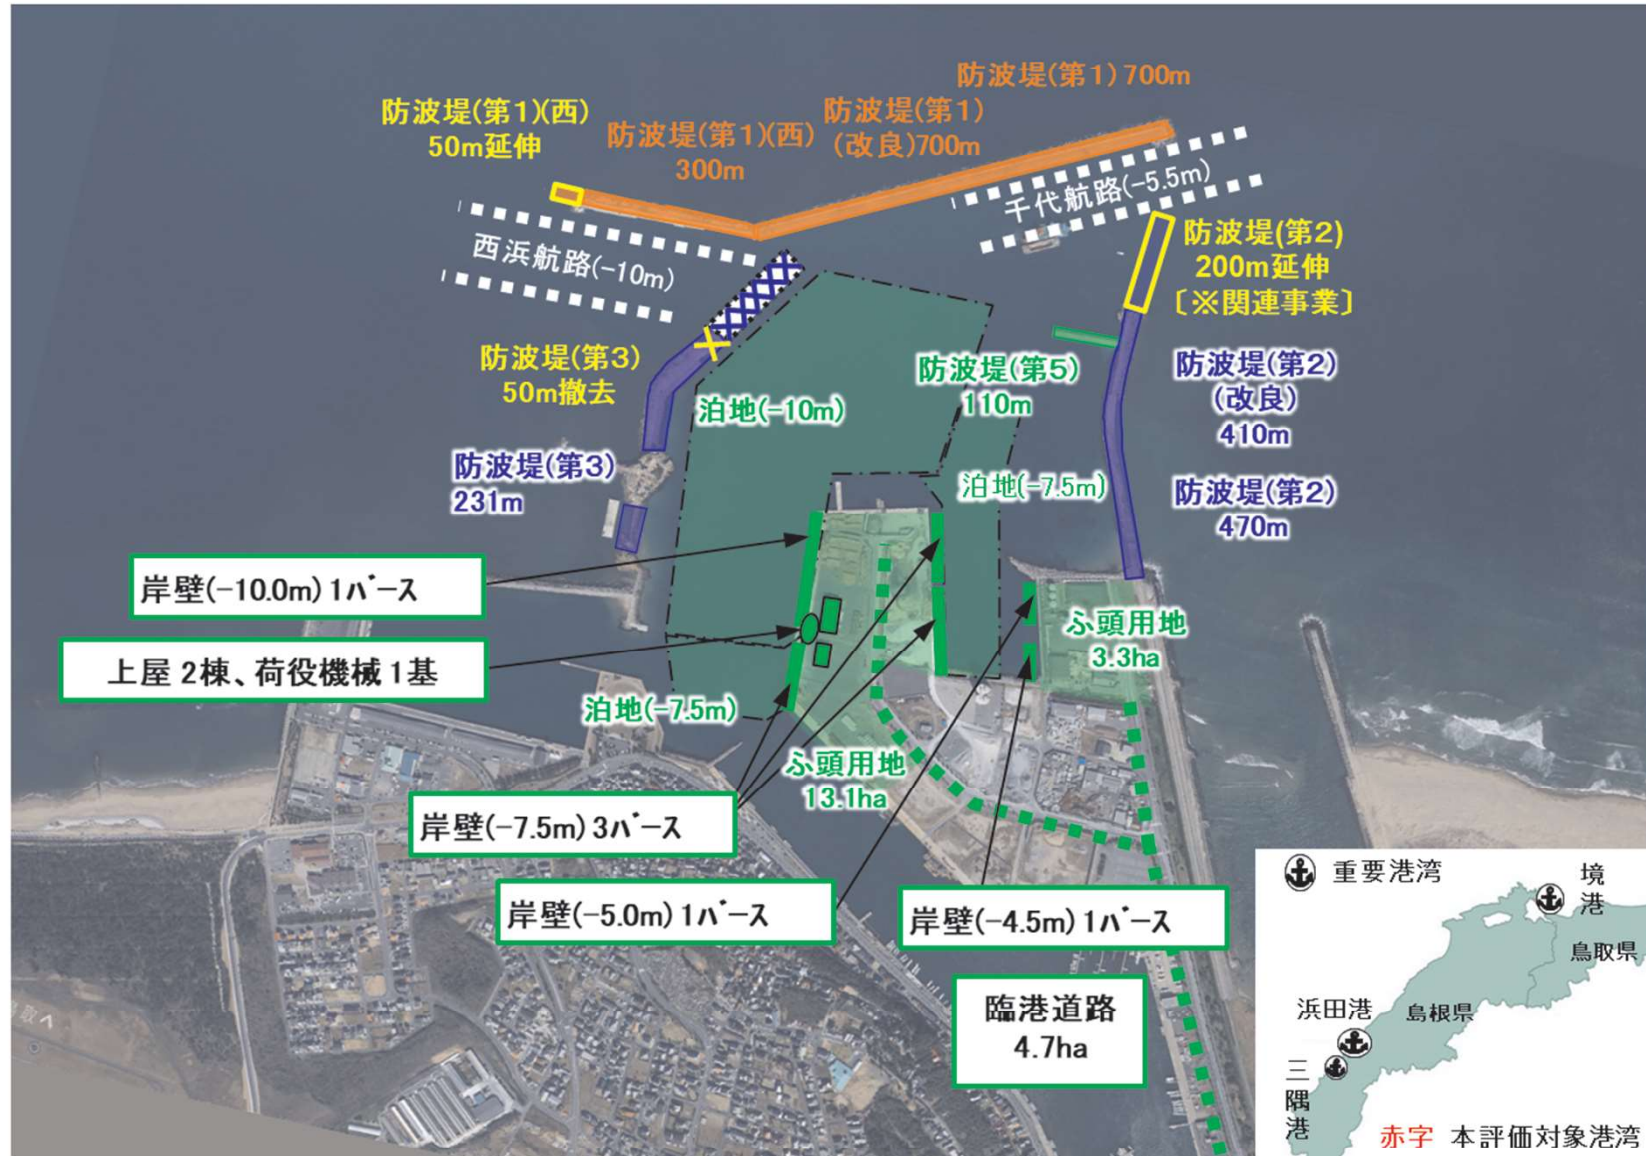 防波堤(第1) 700m
防波堤(第1)(西)
50m延伸
防波堤(第1)(西)
300m
防波堤(第1)
(改良)700m
千代航路(-5.5m)
西浜航路(-10m)
防波堤(第2)
200m延伸
〔※関連事業〕
防波堤(第3)
50m撤去
防波堤(第5)
110m
防波堤(第2)
(改良)
410m
泊地(-10m)
防波堤(第3)
231m
泊地(-7.5m)
防波堤(第2)
470m
岸壁(-10.0m) 1バース
ふ頭用地
3.3ha
上屋 2棟、荷役機械 1基
泊地(-7.5m)
ふ頭用地
13.1ha
岸壁(-7.5m) 3バース
岸壁(-5.0m) 1バース
岸壁(-4.5m) 1バース
臨港道路
4.7ha
重要港湾
境港
鳥取県
浜田港
島根県
三隅港
赤字 本評価対象港湾